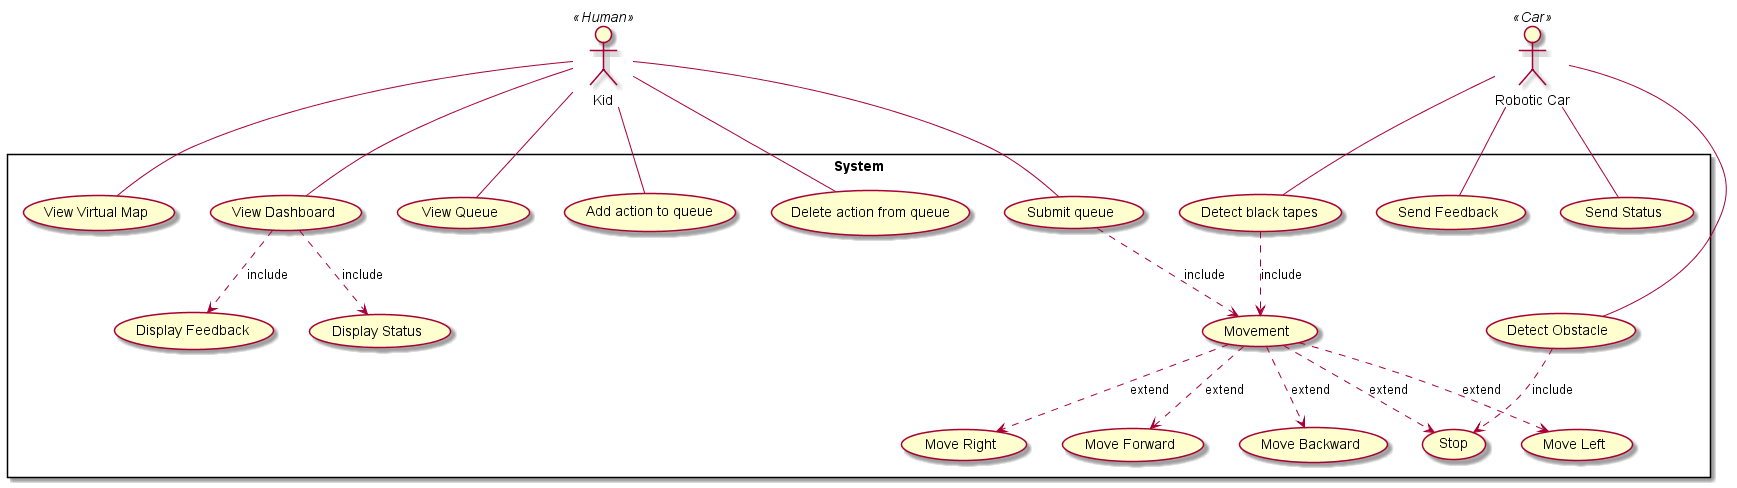 «Human»
«Car»
Kid
Robotic Car
System
View Virtual Map
View Dashboard
View Queue
Add action to queue
Delete action from queue
Submit queue
Detect black tapes
Send Feedback
Send Status
include
include
include
include
Display Feedback
Display Status
Movement
Detect Obstacle
extend
extend
extend
extend
extend
include
Move Right
Move Forward
Move Backward
Stop
Move Left